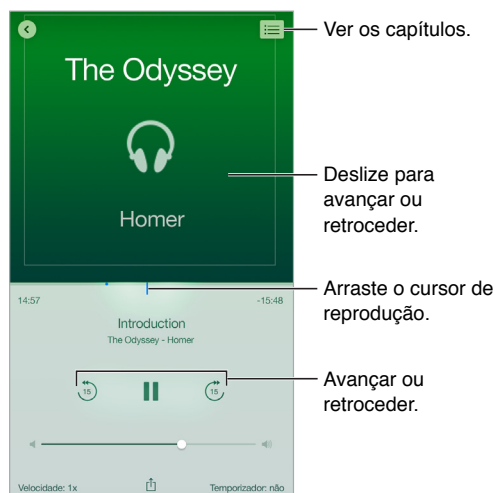 Ver os capítulos.
The Odyssey
Homer
Deslize para
avançar ou
retroceder.
14:57
-15:48
Arraste o cursor de
reprodução.
Introduction
The Odyssey - Homer
15
15
Avançar ou
retroceder.
Velocidade: 1x
Temporizador: não